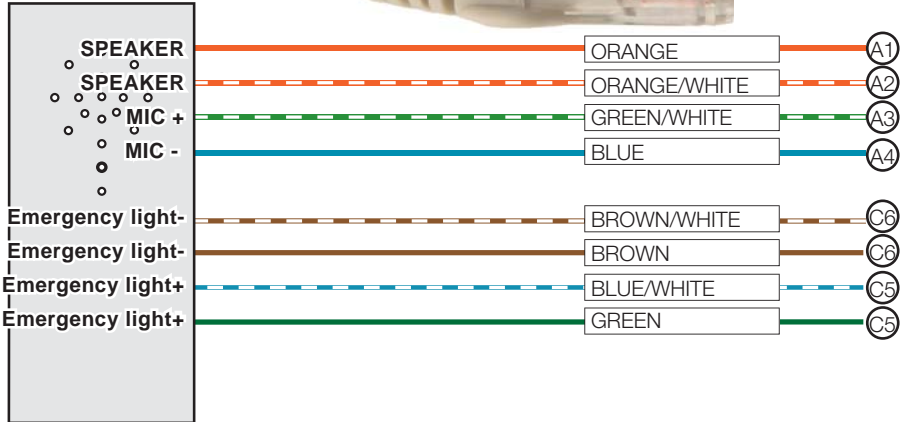 SPEAKER ORANGE A1
SPEAKER ORANGE/WHITE A2
MIC + GREEN/WHITE A3
MIC - BLUE A4
Emergency light- BROWN/WHITE C6
Emergency light- BROWN C6
Emergency light+ BLUE/WHITE C5
Emergency light+ GREEN C5